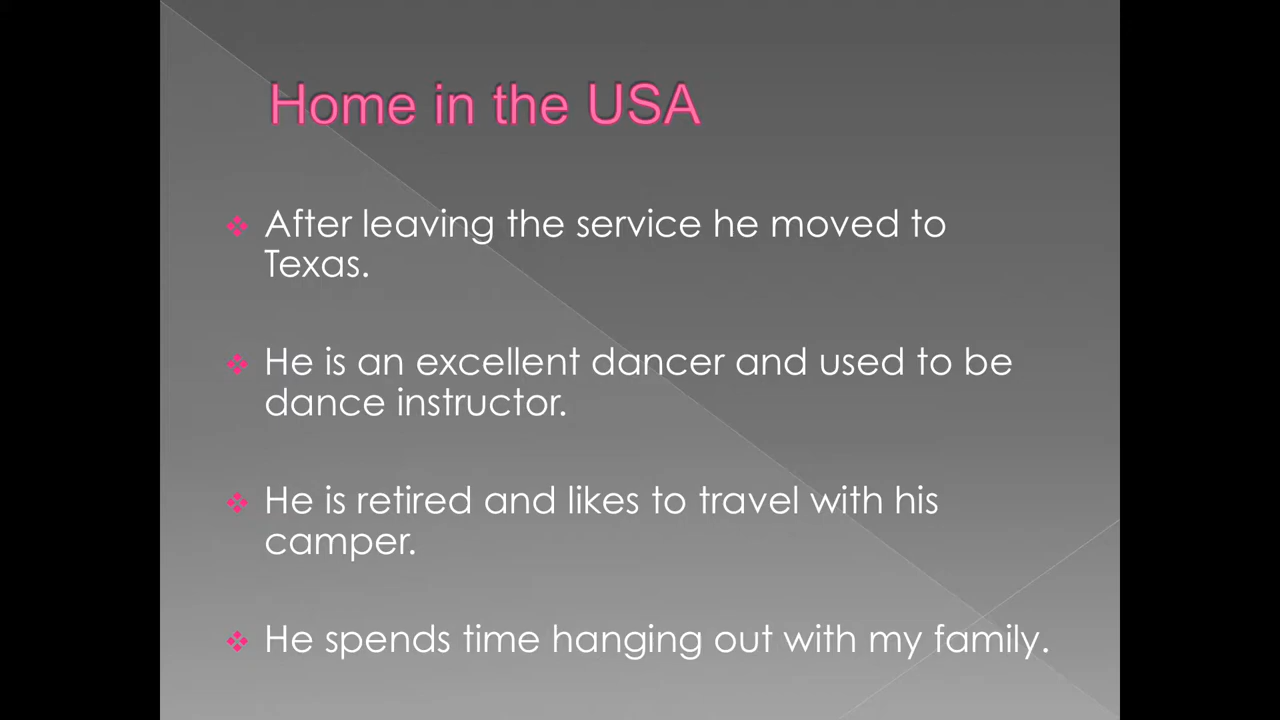 Home in the USA
After leaving the service he moved to
Texas.
He is an excellent dancer and used to be
dance instructor.
He is retired and likes to travel with his
camper.
He spends time hanging out with my family.